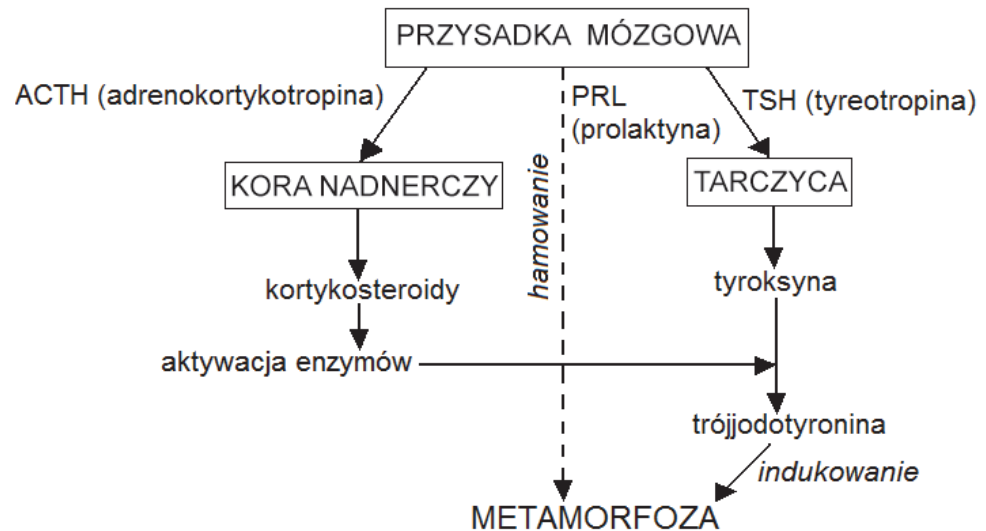 PRZYSADKA MÓZGOWA
ACTH (adrenokortykotropina)
PRL
(prolaktyna)
TSH (tyreotropina)
KORA NADNERCZY
TARCZYCA
hamowanie
kortykosteroidy
tyroksyna
aktywacja enzymów
trójjodotyronina
indukowanie
METAMORFOZA